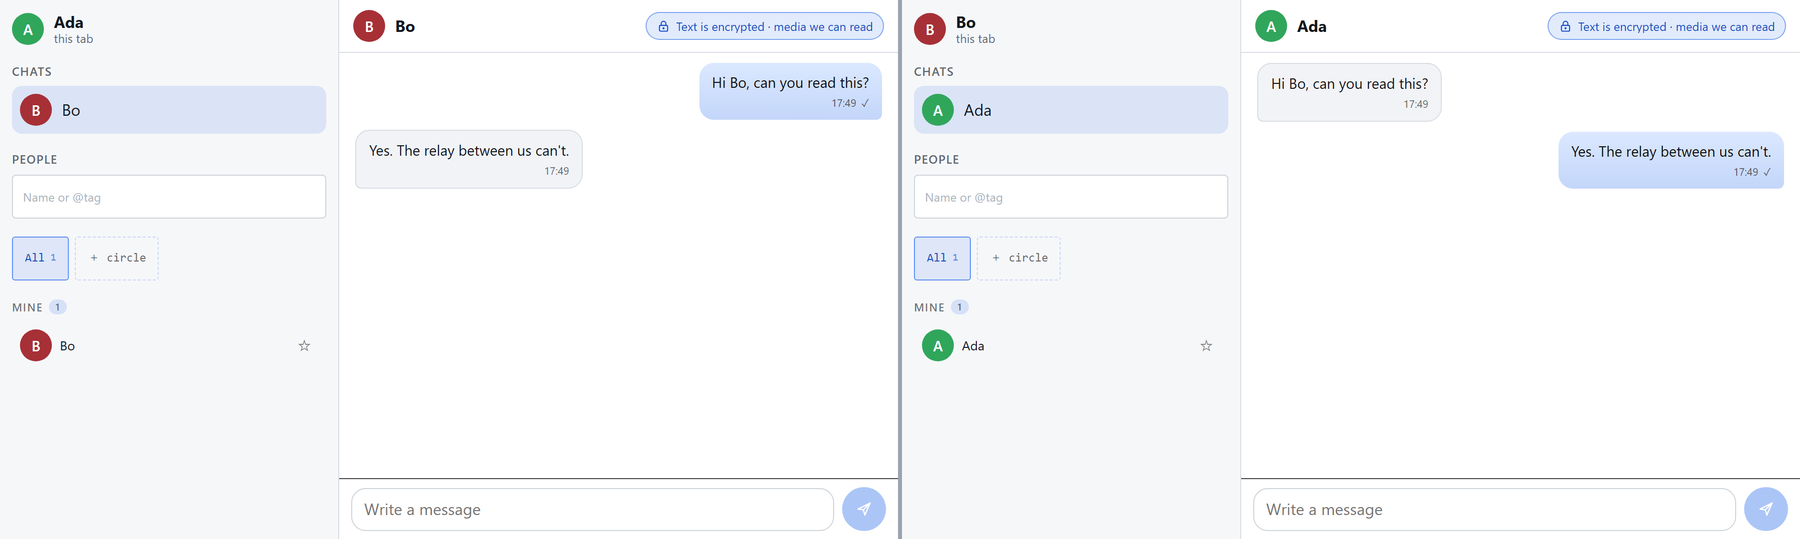 A
Ada
this tab
CHATS
B
Bo
PEOPLE
Name or @tag
All 1
+ circle
MINE 1
B
Bo
☆
B
Bo
Text is encrypted · media we can read
Hi Bo, can you read this?
17:49 ✓
Yes. The relay between us can't.
17:49
Write a message
B
Bo
this tab
CHATS
A
Ada
PEOPLE
Name or @tag
All 1
+ circle
MINE 1
A
Ada
☆
A
Ada
Text is encrypted · media we can read
Hi Bo, can you read this?
17:49
Yes. The relay between us can't.
17:49 ✓
Write a message